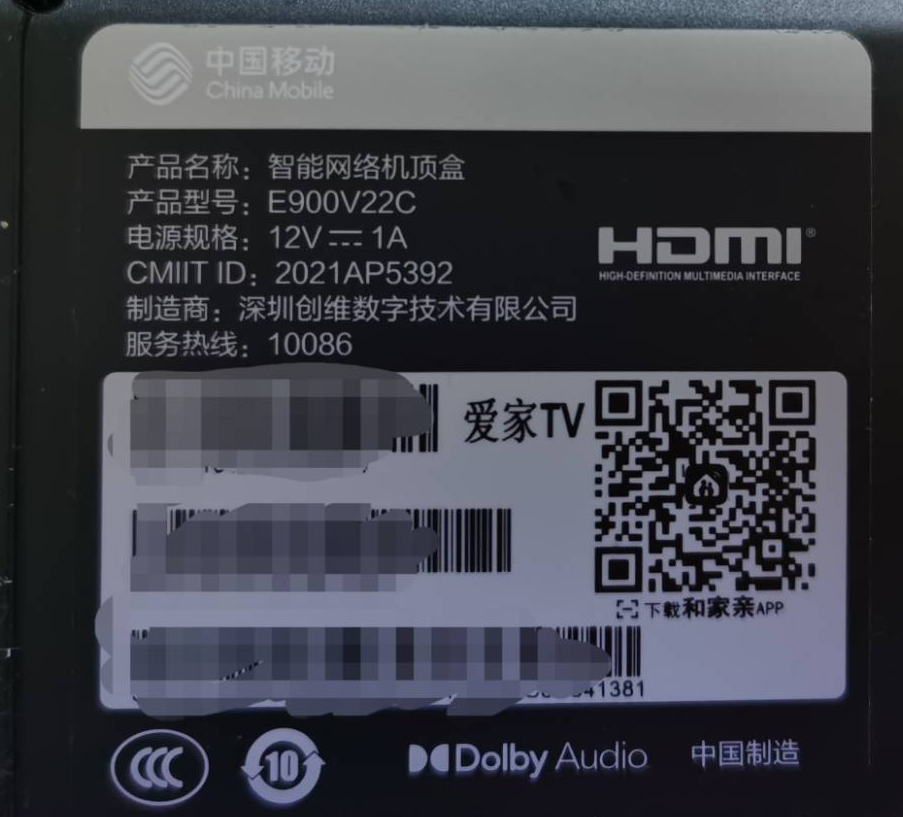 中国移动
China Mobile
产品名称：智能网络机顶盒
产品型号：E900V22C
电源规格：12V ⎓ 1A
CMIIT ID：2021AP5392
制造商：深圳创维数字技术有限公司
服务热线：10086
HDMI®
HIGH-DEFINITION MULTIMEDIA INTERFACE
爱家TV
下载和家亲APP
41381
CCC
10
Dolby Audio
中国制造